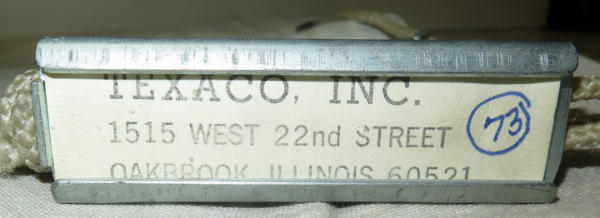 TEXACO, INC.
1515 WEST 22nd STREET
73
OAKBROOK, ILLINOIS 60521